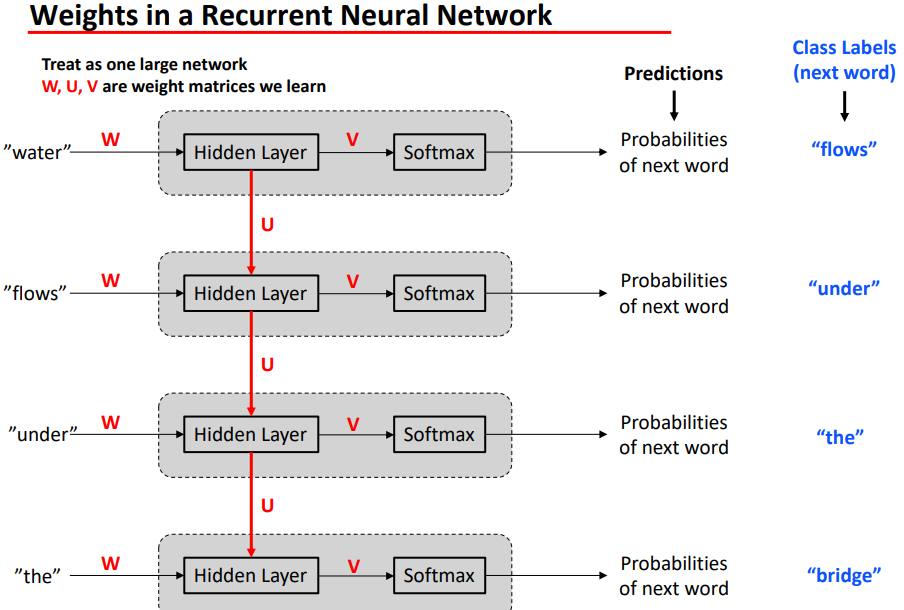 Weights in a Recurrent Neural Network
Treat as one large network
W, U, V are weight matrices we learn
Predictions
Class Labels
(next word)
”water”
W
Hidden Layer
V
Softmax
Probabilities
of next word
“flows”
U
”flows”
W
Hidden Layer
V
Softmax
Probabilities
of next word
“under”
U
”under”
W
Hidden Layer
V
Softmax
Probabilities
of next word
“the”
U
”the”
W
Hidden Layer
V
Softmax
Probabilities
of next word
“bridge”